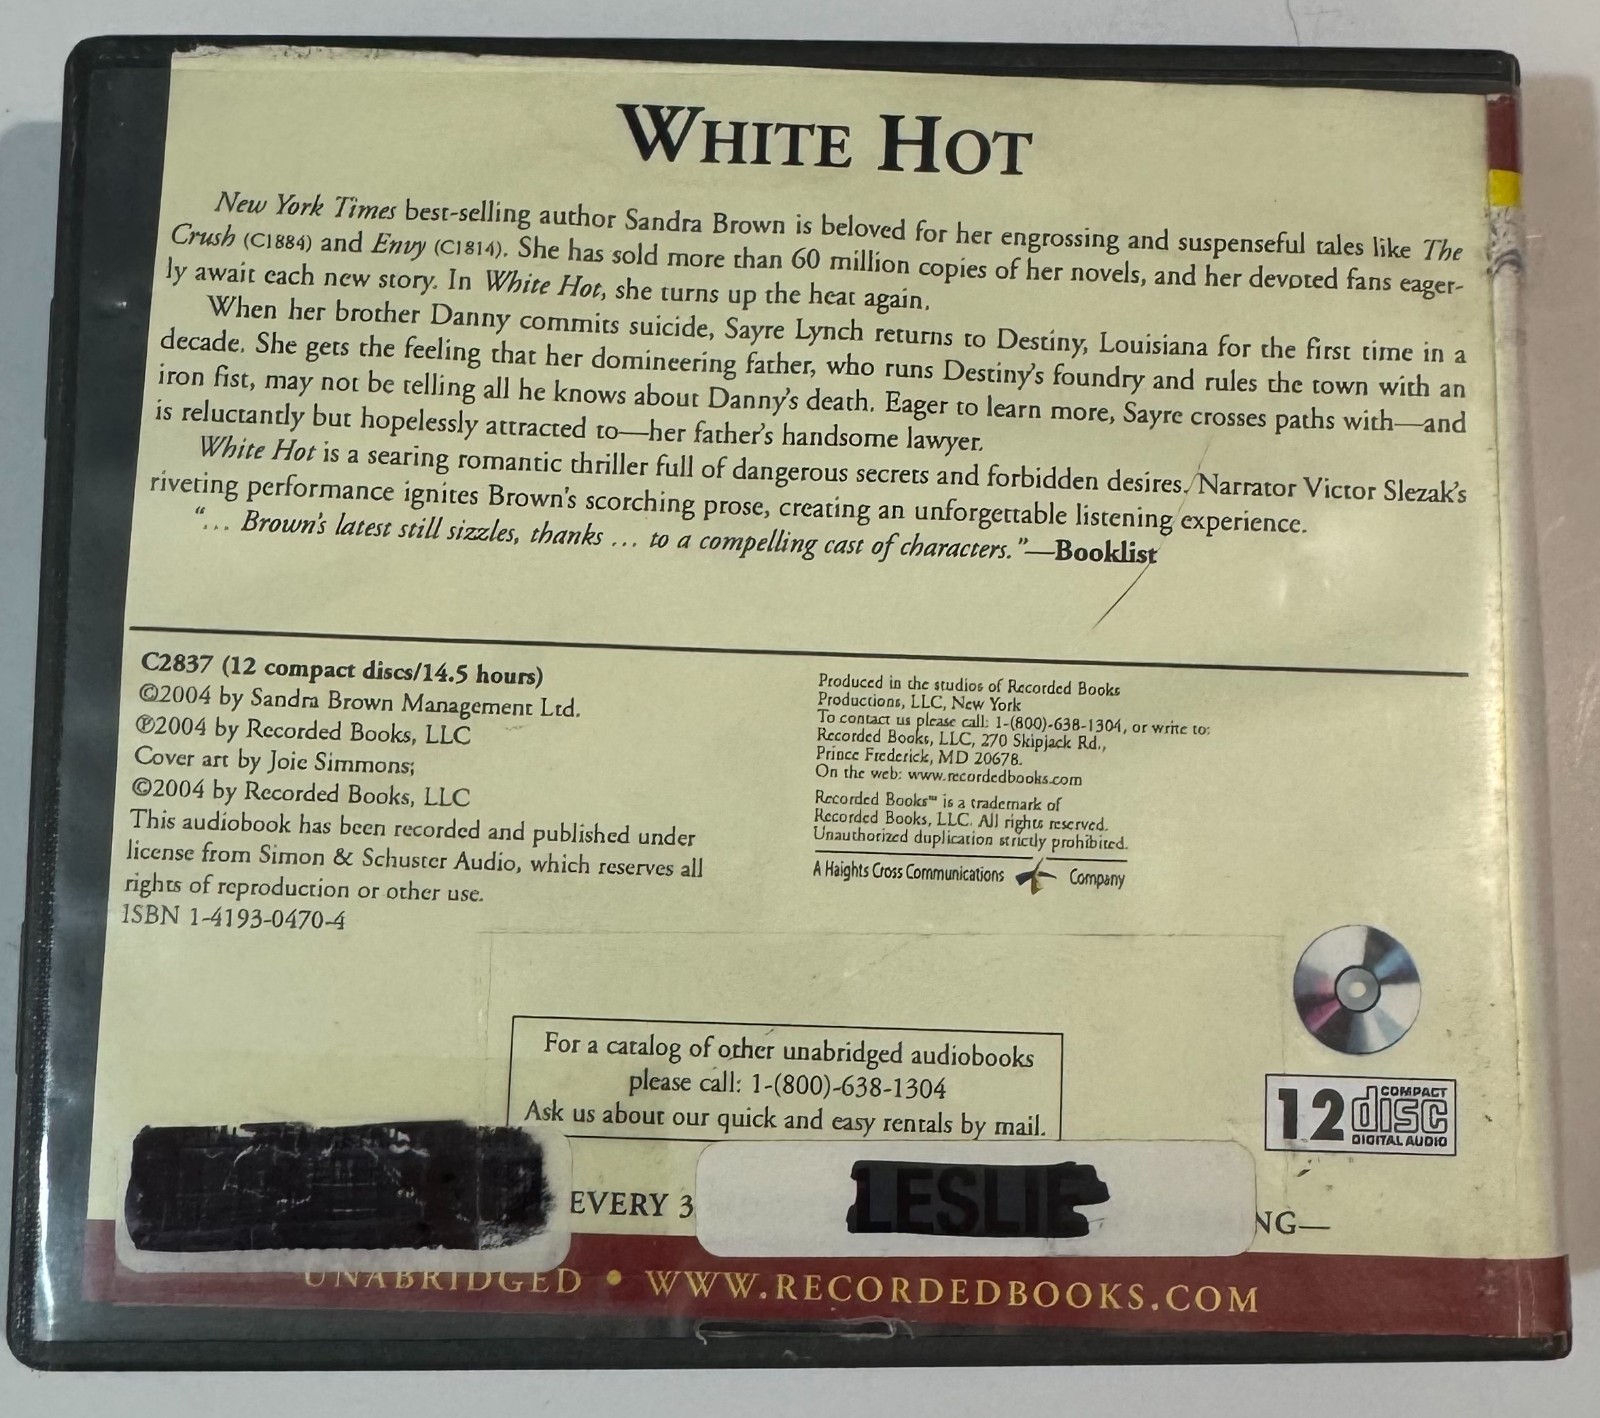 WHITE HOT
New York Times best-selling author Sandra Brown is beloved for her engrossing and suspenseful tales like The
Crush (C1884) and Envy (C1814). She has sold more than 60 million copies of her novels, and her devoted fans eager-
ly await each new story. In White Hot, she turns up the heat again.
When her brother Danny commits suicide, Sayre Lynch returns to Destiny, Louisiana for the first time in a
decade. She gets the feeling that her domineering father, who runs Destiny's foundry and rules the town with an
iron fist, may not be telling all he knows about Danny's death. Eager to learn more, Sayre crosses paths with—and
is reluctantly but hopelessly attracted to—her father's handsome lawyer.
White Hot is a searing romantic thriller full of dangerous secrets and forbidden desires. Narrator Victor Slezak's
riveting performance ignites Brown's scorching prose, creating an unforgettable listening experience.
"... Brown's latest still sizzles, thanks ... to a compelling cast of characters."—Booklist
C2837 (12 compact discs/14.5 hours)
©2004 by Sandra Brown Management Ltd.
℗2004 by Recorded Books, LLC
Cover art by Joie Simmons;
©2004 by Recorded Books, LLC
This audiobook has been recorded and published under
license from Simon & Schuster Audio, which reserves all
rights of reproduction or other use.
ISBN 1-4193-0470-4
Produced in the studios of Recorded Books
Productions, LLC, New York
To contact us please call: 1-(800)-638-1304, or write to:
Recorded Books, LLC, 270 Skipjack Rd.,
Prince Frederick, MD 20678.
On the web: www.recordedbooks.com
Recorded Books™ is a trademark of
Recorded Books, LLC. All rights reserved.
Unauthorized duplication strictly prohibited.
A Haights Cross Communications Company
For a catalog of other unabridged audiobooks
please call: 1-(800)-638-1304
Ask us about our quick and easy rentals by mail.
12 COMPACT disc DIGITAL AUDIO
EVERY 3 LESLIE NG—
UNABRIDGED • WWW.RECORDEDBOOKS.COM